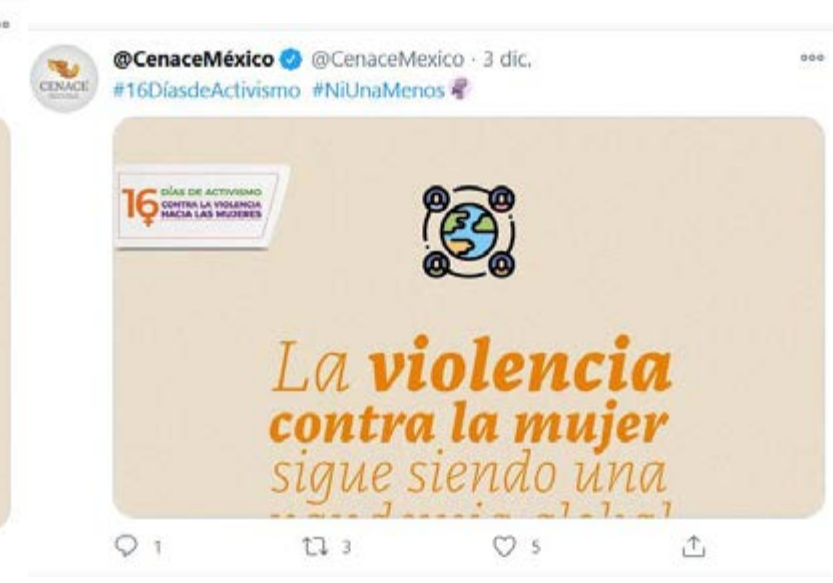 @CenaceMéxico @CenaceMexico · 3 dic.
#16DíasdeActivismo #NiUnaMenos
CENACE
16 DÍAS DE ACTIVISMO
CONTRA LA VIOLENCIA
HACIA LAS MUJERES
La violencia
contra la mujer
sigue siendo una
1 3 5